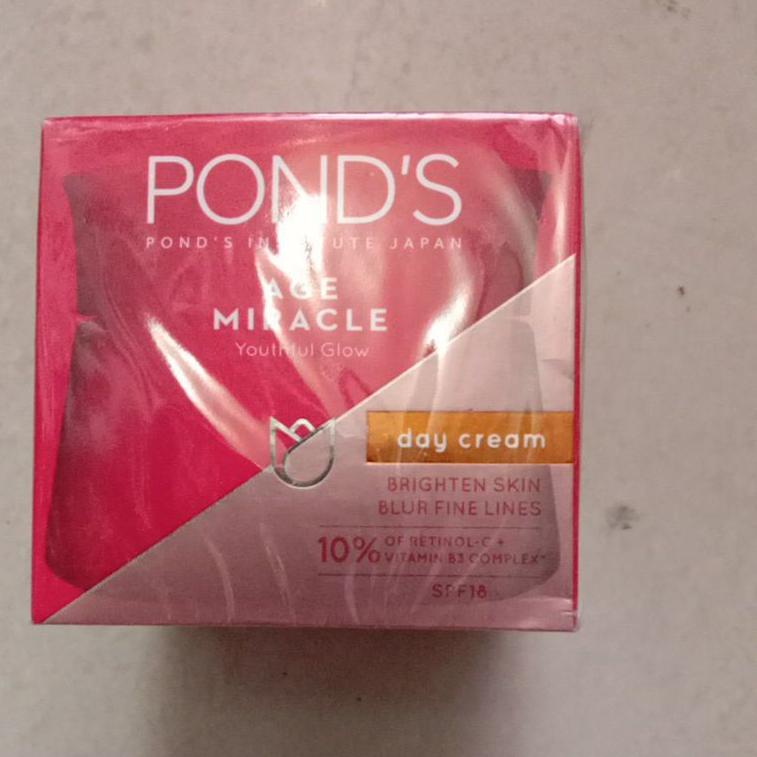 POND'S
POND'S INSTITUTE JAPAN
AGE
MIRACLE
Youthful Glow
day cream
BRIGHTEN SKIN
BLUR FINE LINES
10% OF RETINOL-C +
VITAMIN B3 COMPLEX*
SPF18